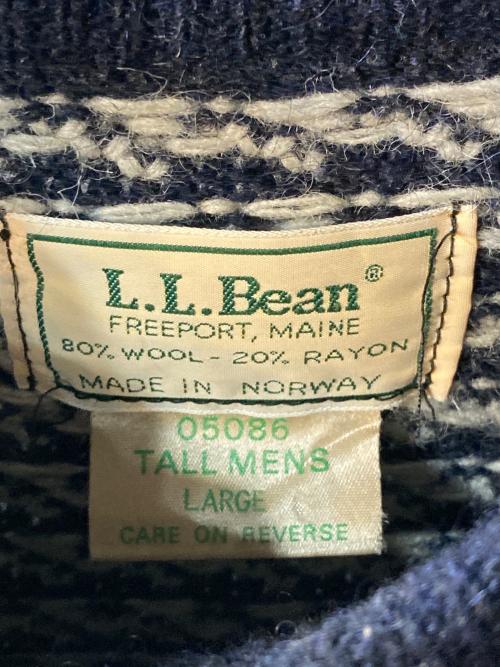 L.L.Bean®
FREEPORT, MAINE
80% WOOL - 20% RAYON
MADE IN NORWAY
05086
TALL MENS
LARGE
CARE ON REVERSE